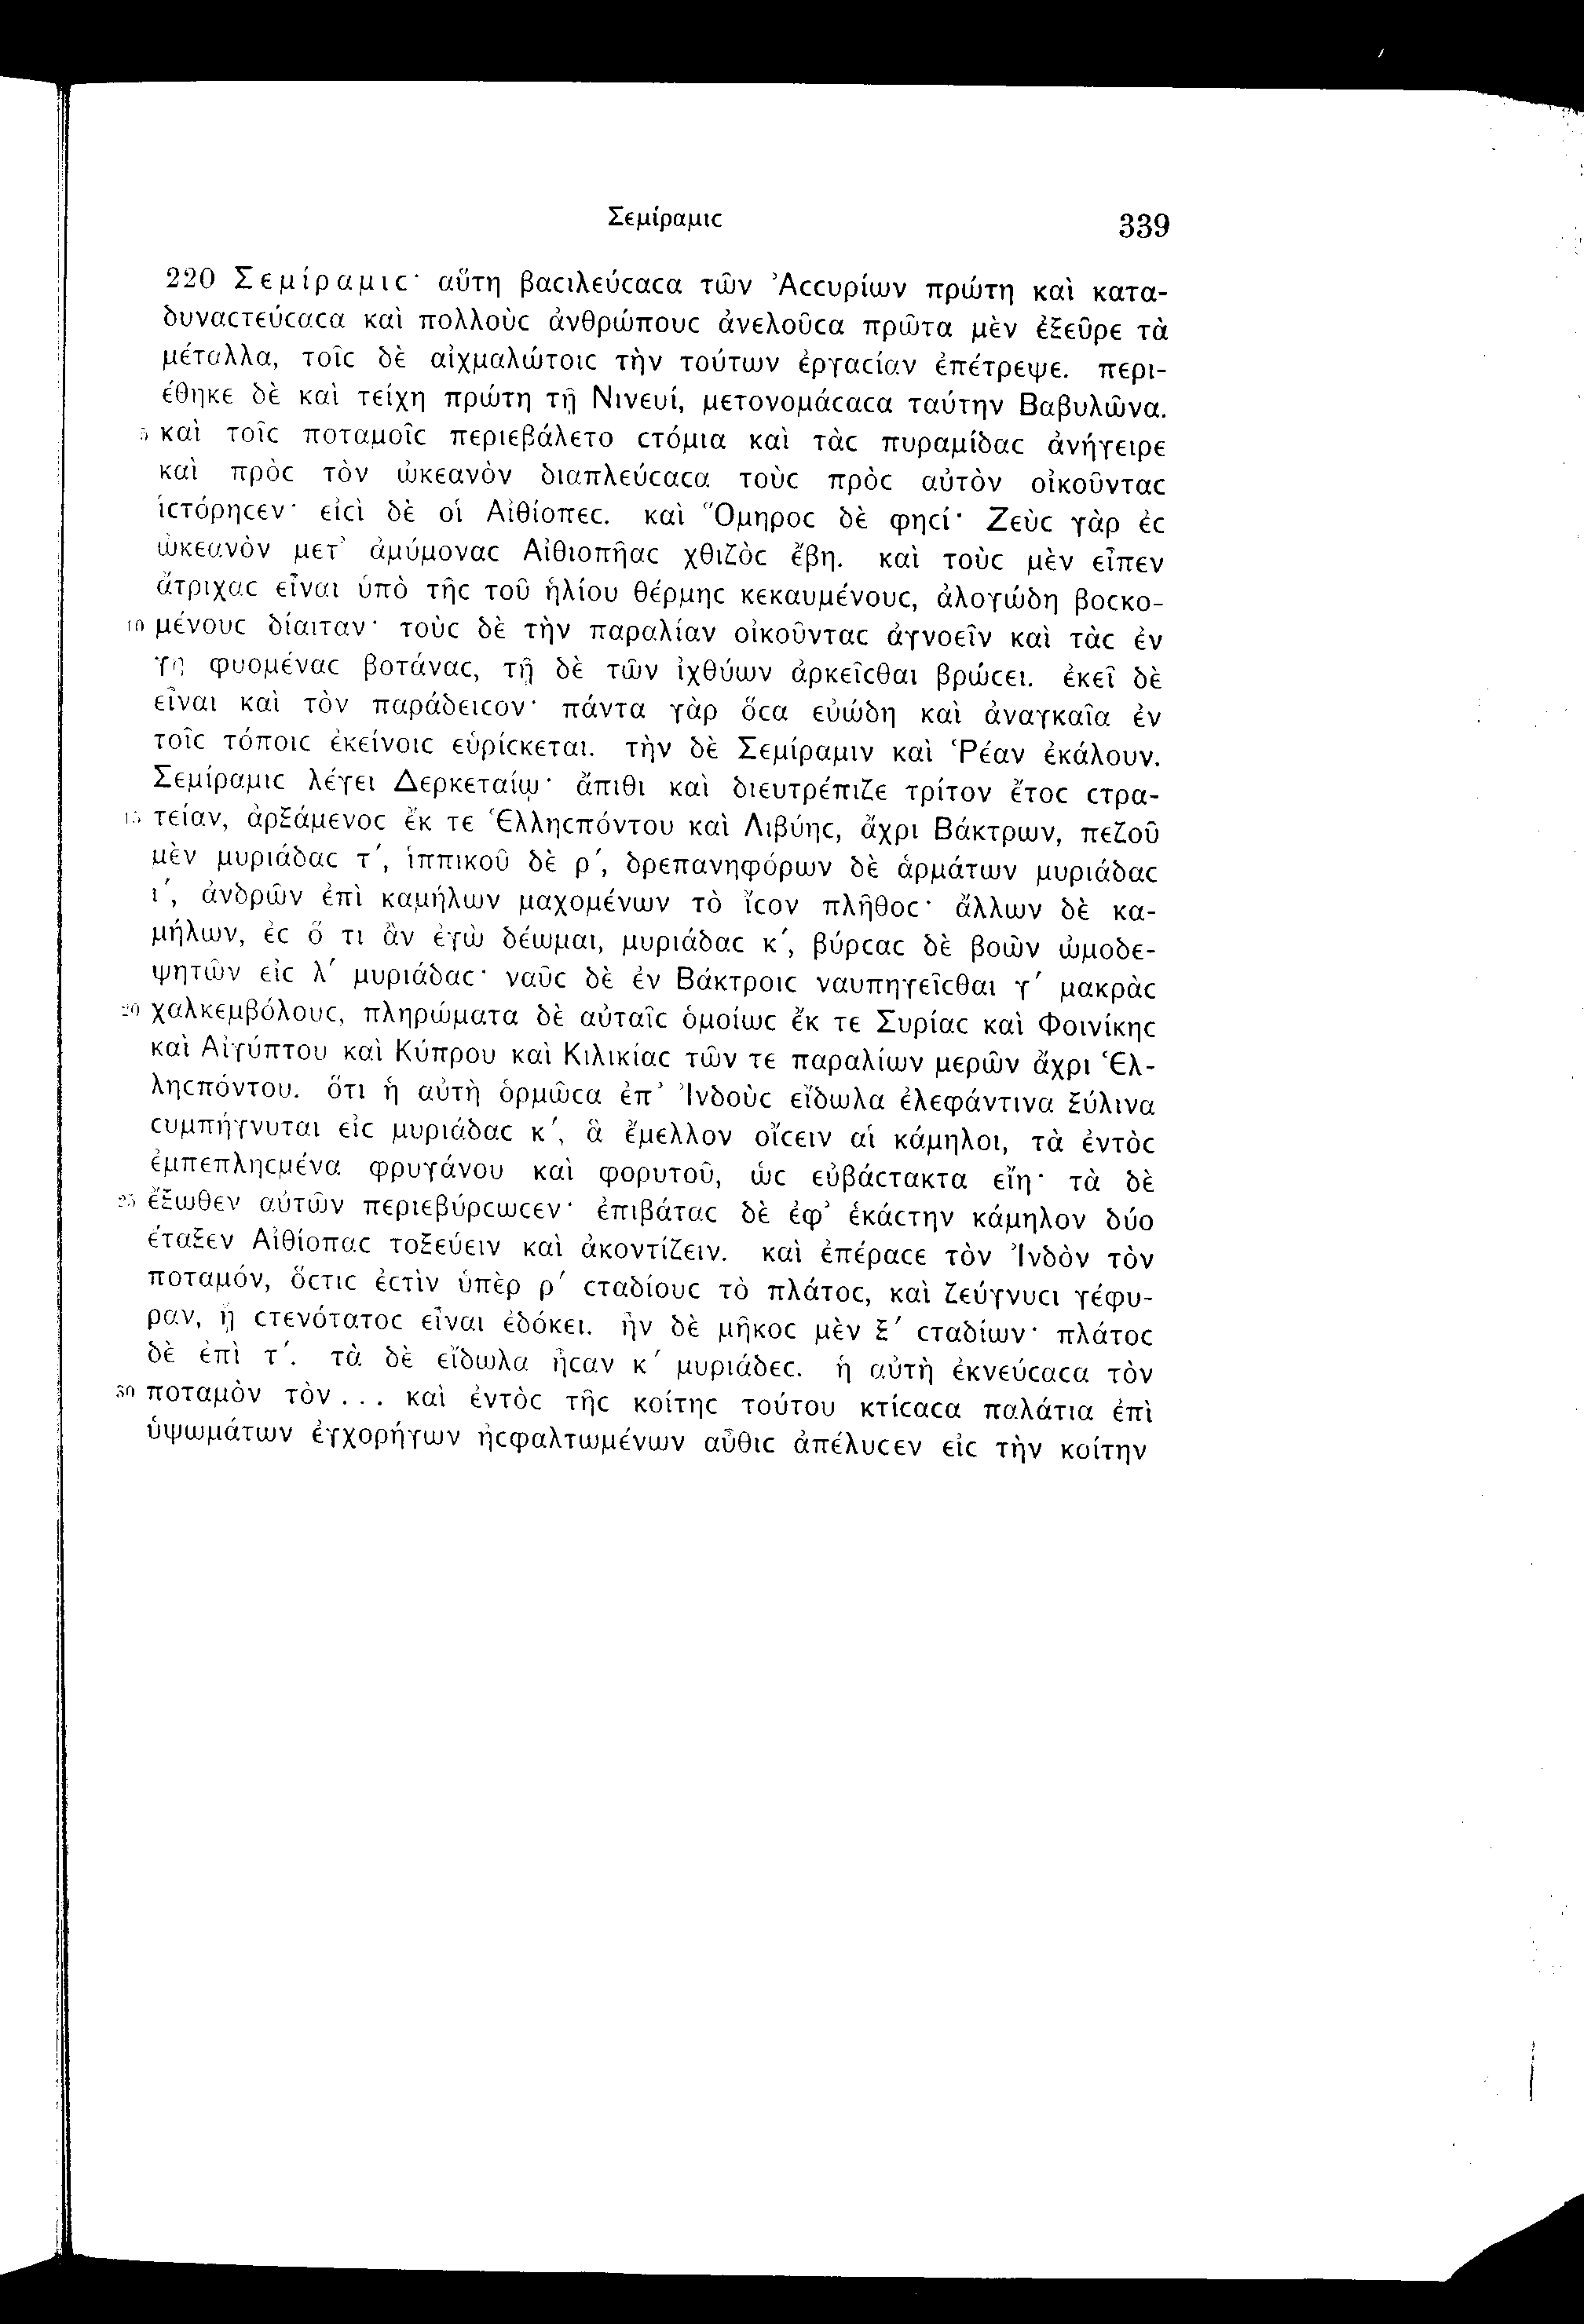 Σεμίραμιϲ 339
220 Σεμίραμιϲ· αὕτη βαϲιλεύϲαϲα τῶν Ἀϲϲυρίων πρώτη καὶ κατα-
δυναϲτεύϲαϲα καὶ πολλοὺϲ ἀνθρώπουϲ ἀνελοῦϲα πρῶτα μὲν ἐξεῦρε τὰ
μέταλλα, τοῖϲ δὲ αἰχμαλώτοιϲ τὴν τούτων ἐργαϲίαν ἐπέτρεψε. περι-
έθηκε δὲ καὶ τείχη πρώτη τῇ Νινευί, μετονομάϲαϲα ταύτην Βαβυλῶνα.
5 καὶ τοῖϲ ποταμοῖϲ περιεβάλετο ϲτόμια καὶ τὰϲ πυραμίδαϲ ἀνήγειρε
καὶ πρὸϲ τὸν ὠκεανὸν διαπλεύϲαϲα τοὺϲ πρὸϲ αὐτὸν οἰκοῦνταϲ
ἱϲτόρηϲεν· εἰϲὶ δὲ οἱ Αἰθίοπεϲ. καὶ Ὅμηροϲ δὲ φηϲί· Ζεὺϲ γὰρ ἐϲ
ὠκεανὸν μετ’ ἀμύμοναϲ Αἰθιοπῆαϲ χθιζὸϲ ἔβη. καὶ τοὺϲ μὲν εἶπεν
ἄτριχαϲ εἶναι ὑπὸ τῆϲ τοῦ ἡλίου θέρμηϲ κεκαυμένουϲ, ἀλογώδη βοϲκο-
10 μένουϲ δίαιταν· τοὺϲ δὲ τὴν παραλίαν οἰκοῦνταϲ ἀγνοεῖν καὶ τὰϲ ἐν
γῇ φυομέναϲ βοτάναϲ, τῇ δὲ τῶν ἰχθύων ἀρκεῖϲθαι βρώϲει. ἐκεῖ δὲ
εἶναι καὶ τὸν παράδειϲον· πάντα γὰρ ὅϲα εὐώδη καὶ ἀναγκαῖα ἐν
τοῖϲ τόποιϲ ἐκείνοιϲ εὑρίϲκεται. τὴν δὲ Σεμίραμιν καὶ Ῥέαν ἐκάλουν.
Σεμίραμιϲ λέγει Δερκεταίῳ· ἄπιθι καὶ διευτρέπιζε τρίτον ἔτοϲ ϲτρα-
15 τείαν, ἀρξάμενοϲ ἔκ τε Ἑλληϲπόντου καὶ Λιβύηϲ, ἄχρι Βάκτρων, πεζοῦ
μὲν μυριάδαϲ τ′, ἱππικοῦ δὲ ρ′, δρεπανηφόρων δὲ ἁρμάτων μυριάδαϲ
ι′, ἀνδρῶν ἐπὶ καμήλων μαχομένων τὸ ἴϲον πλῆθοϲ· ἄλλων δὲ κα-
μήλων, ἐϲ ὅ τι ἂν ἐγὼ δέωμαι, μυριάδαϲ κ′, βύρϲαϲ δὲ βοῶν ὠμοδε-
ψητῶν εἰϲ λ′ μυριάδαϲ· ναῦϲ δὲ ἐν Βάκτροιϲ ναυπηγεῖϲθαι γ′ μακρὰϲ
20 χαλκεμβόλουϲ, πληρώματα δὲ αὐταῖϲ ὁμοίωϲ ἔκ τε Συρίαϲ καὶ Φοινίκηϲ
καὶ Αἰγύπτου καὶ Κύπρου καὶ Κιλικίαϲ τῶν τε παραλίων μερῶν ἄχρι Ἑλ-
ληϲπόντου. ὅτι ἡ αὐτὴ ὁρμῶϲα ἐπ’ Ἰνδοὺϲ εἴδωλα ἐλεφάντινα ξύλινα
ϲυμπήγνυται εἰϲ μυριάδαϲ κ′, ἃ ἔμελλον οἴϲειν αἱ κάμηλοι, τὰ ἐντὸϲ
ἐμπεπληϲμένα φρυγάνου καὶ φορυτοῦ, ὡϲ εὐβάϲτακτα εἴη· τὰ δὲ
25 ἔξωθεν αὐτῶν περιεβύρϲωϲεν· ἐπιβάταϲ δὲ ἐφ’ ἑκάϲτην κάμηλον δύο
ἔταξεν Αἰθίοπαϲ τοξεύειν καὶ ἀκοντίζειν. καὶ ἐπέραϲε τὸν Ἰνδὸν τὸν
ποταμόν, ὅϲτιϲ ἐϲτὶν ὑπὲρ ρ′ ϲταδίουϲ τὸ πλάτοϲ, καὶ ζεύγνυϲι γέφυ-
ραν, ᾗ ϲτενότατοϲ εἶναι ἐδόκει. ἦν δὲ μῆκοϲ μὲν ξ′ ϲταδίων· πλάτοϲ
δὲ ἐπὶ τ′. τὰ δὲ εἴδωλα ἦϲαν κ′ μυριάδεϲ. ἡ αὐτὴ ἐκνεύϲαϲα τὸν
30 ποταμὸν τὸν . . . καὶ ἐντὸϲ τῆϲ κοίτηϲ τούτου κτίϲαϲα παλάτια ἐπὶ
ὑψωμάτων ἐγχορήγων ἠϲφαλτωμένων αὖθιϲ ἀπέλυϲεν εἰϲ τὴν κοίτην